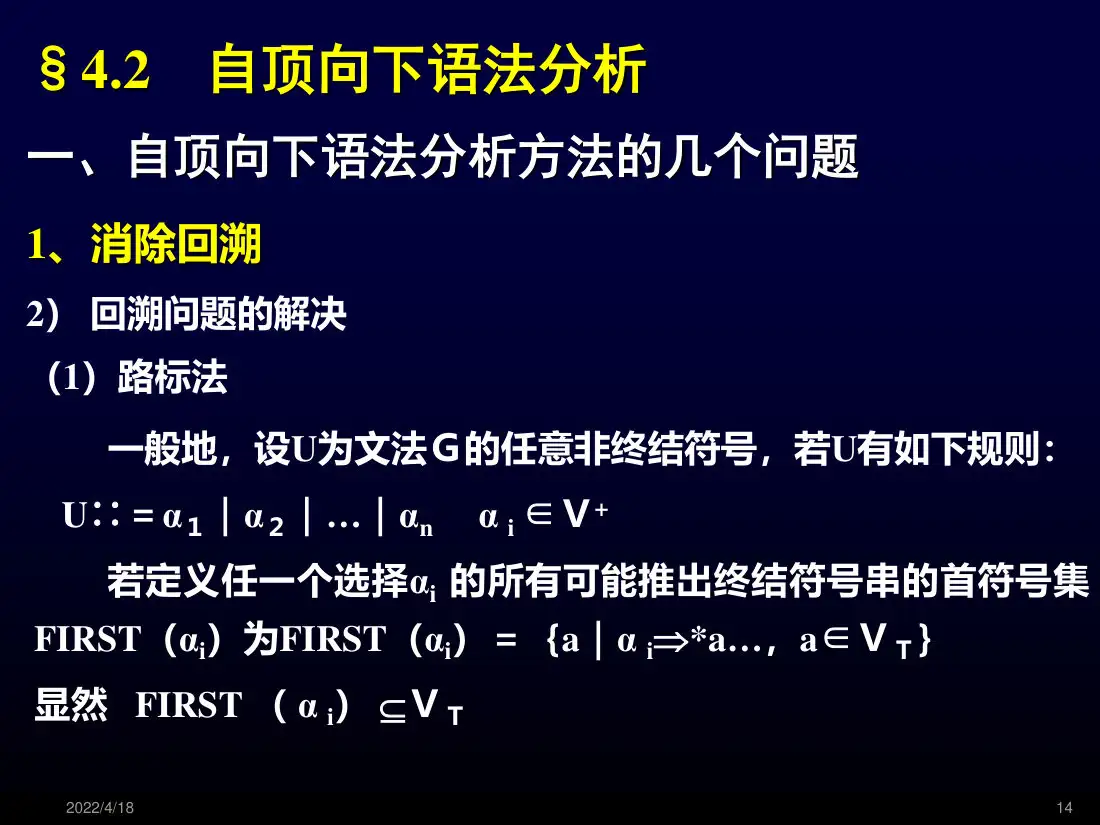 §4.2 自顶向下语法分析
一、自顶向下语法分析方法的几个问题
1、消除回溯
2） 回溯问题的解决
（1）路标法
一般地，设U为文法Ｇ的任意非终结符号，若U有如下规则：
U∷＝α₁｜α₂｜…｜αₙ αᵢ∈Ｖ⁺
若定义任一个选择αᵢ 的所有可能推出终结符号串的首符号集
FIRST（αᵢ）为FIRST（αᵢ）＝｛a｜αᵢ⇒*a…，a∈Ｖ_T｝
显然 FIRST （αᵢ） ⊆Ｖ_T
2022/4/18
14